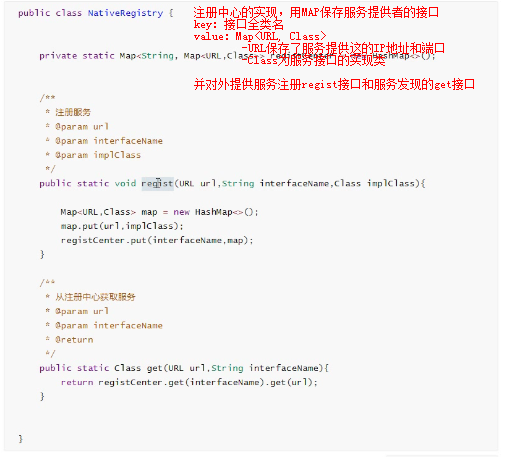 public class NativeRegistry {
注册中心的实现，用MAP保存服务提供者的接口
key: 接口全类名
value: Map<URL, Class>
-URL保存了服务提供这的IP地址和端口
private static Map<String, Map<URL,Class>> registCenter = new HashMap<>();
-Class为服务接口的实现类
并对外提供服务注册regist接口和服务发现的get接口
/**
* 注册服务
* @param url
* @param interfaceName
* @param implClass
*/
public static void regist(URL url,String interfaceName,Class implClass){
Map<URL,Class> map = new HashMap<>();
map.put(url,implClass);
registCenter.put(interfaceName,map);
}
/**
* 从注册中心获取服务
* @param url
* @param interfaceName
* @return
*/
public static Class get(URL url,String interfaceName){
return registCenter.get(interfaceName).get(url);
}
}